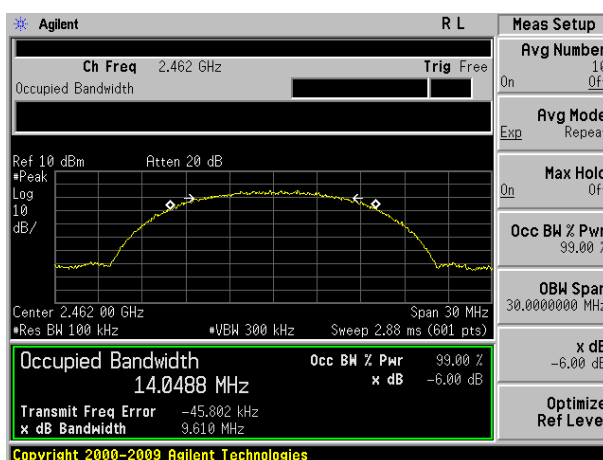 Agilent R L Meas Setup
Ch Freq 2.462 GHz Trig Free
Occupied Bandwidth
Avg Number
10
On Of
Avg Mode
Exp Repea
Ref 10 dBm Atten 20 dB
#Peak
Log
10
dB/
Max Hold
On Of
Occ BW % Pwr
99.00 %
Center 2.462 00 GHz Span 30 MHz
#Res BW 100 kHz #VBW 300 kHz Sweep 2.88 ms (601 pts)
OBW Span
30.0000000 MHz
Occupied Bandwidth Occ BW % Pwr 99.00 %
14.0488 MHz x dB -6.00 dB
Transmit Freq Error -45.802 kHz
x dB Bandwidth 9.610 MHz
x dB
-6.00 dB
Optimize
Ref Level
Copyright 2000-2009 Agilent Technologies